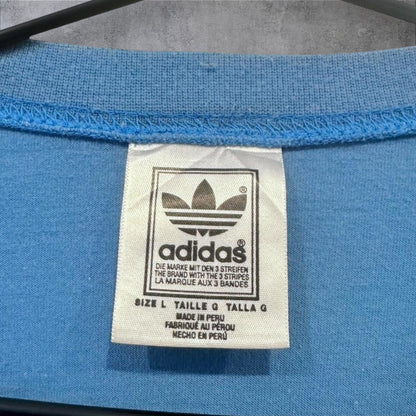 ®
adidas®
DIE MARKE MIT DEN 3 STREIFEN
THE BRAND WITH THE 3 STRIPES
LA MARQUE AUX 3 BANDES
SIZE L TAILLE G TALLA G
MADE IN PERU
FABRIQUÉ AU PÉROU
HECHO EN PERÚ